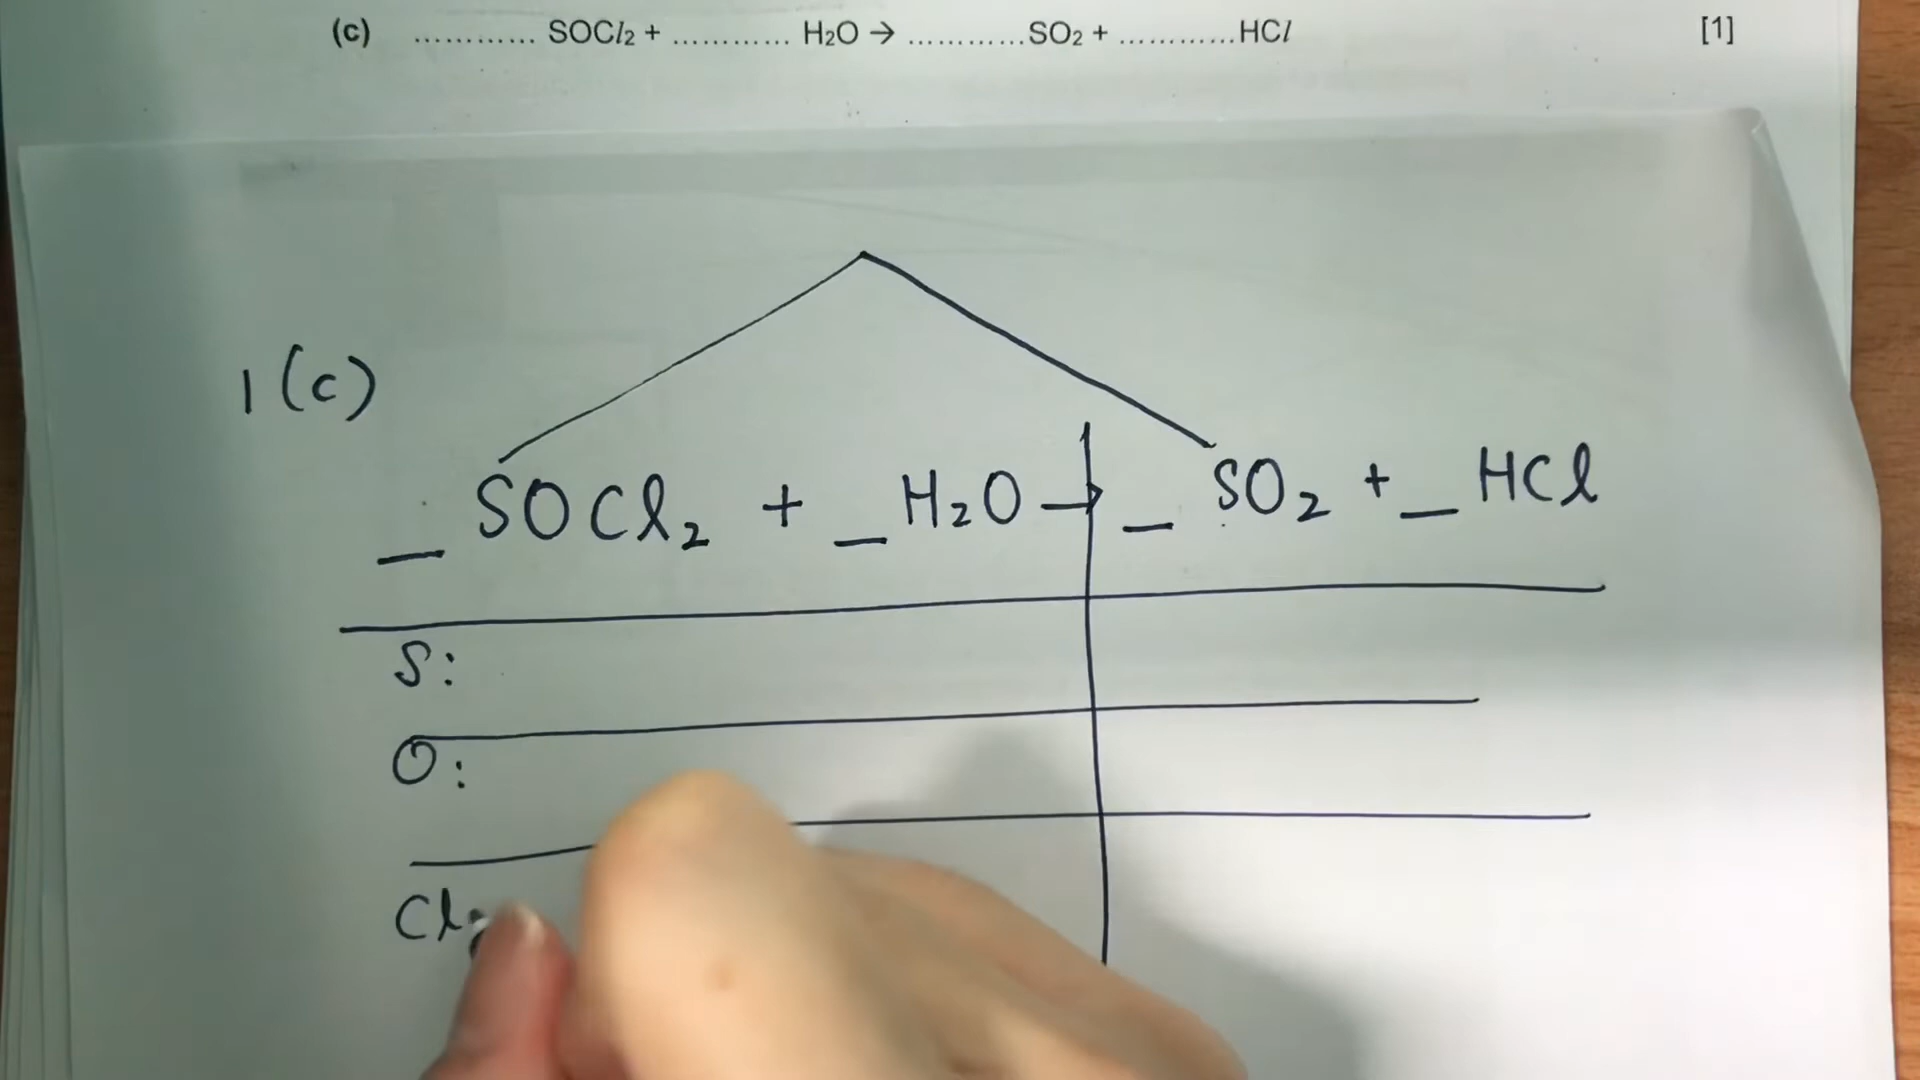 (c) ............ SOCl₂ + ............ H₂O → ............SO₂ + ............HCl [1]
1(c)
_ SOCl₂ + _ H₂O → _ SO₂ + _ HCl
S:
O:
Cl